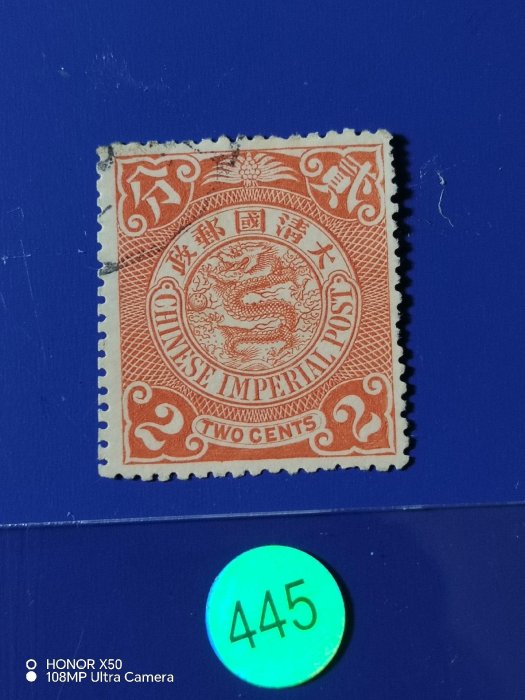 分 貳
政郵國清大
CHINESE IMPERIAL POST
2 TWO CENTS 2
445
HONOR X50
108MP Ultra Camera